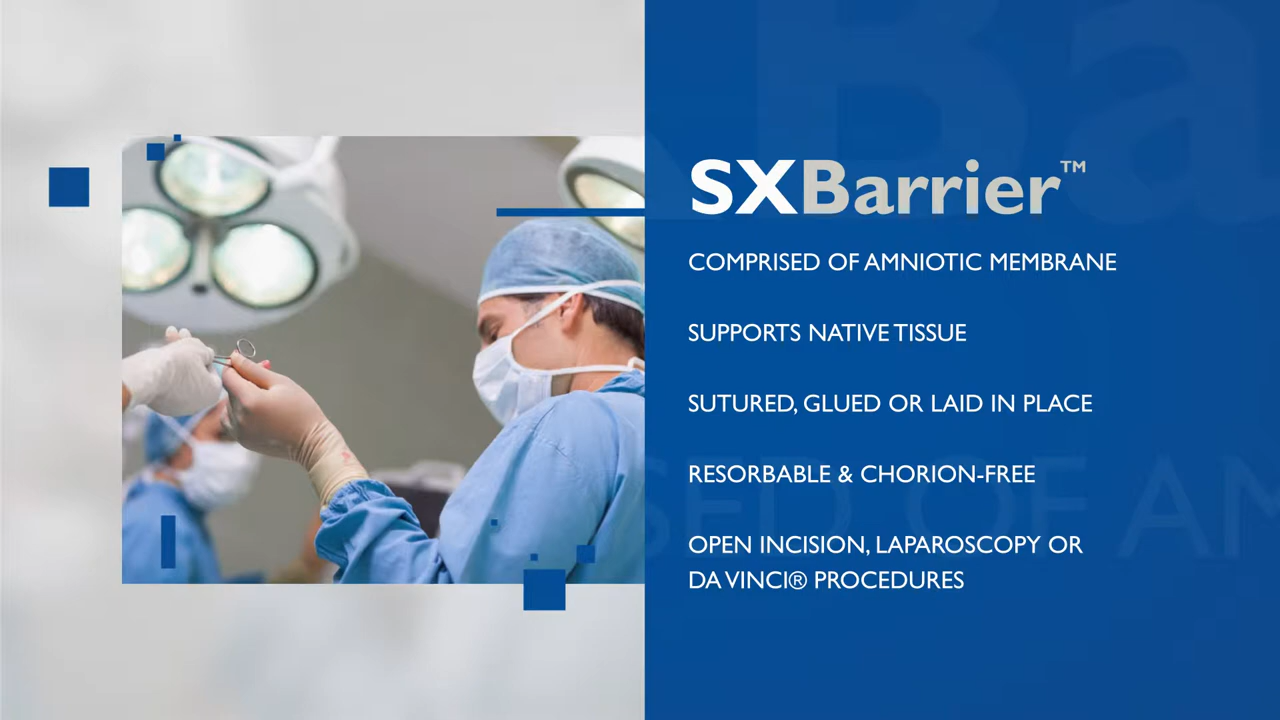 SXBarrier™
COMPRISED OF AMNIOTIC MEMBRANE
SUPPORTS NATIVE TISSUE
SUTURED, GLUED OR LAID IN PLACE
RESORBABLE & CHORION-FREE
OPEN INCISION, LAPAROSCOPY OR
DA VINCI® PROCEDURES